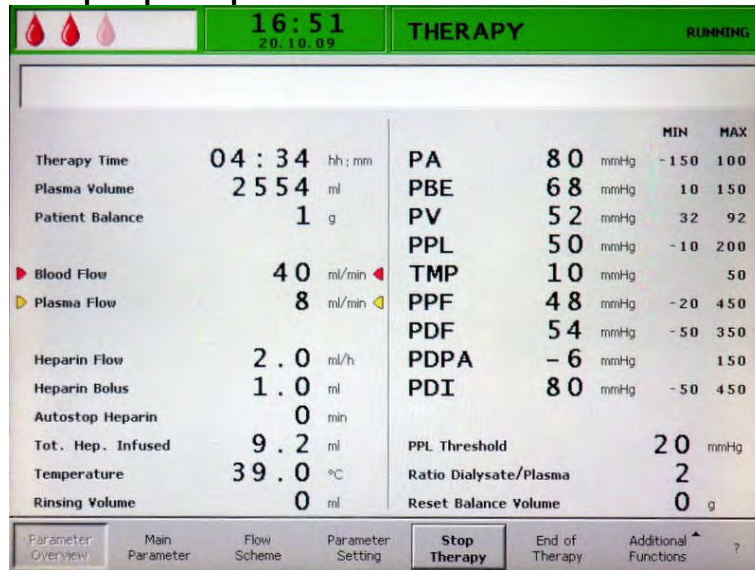 16:51
20.10.09
THERAPY
RUNNING
MIN MAX
Therapy Time 04:34 hh:mm
Plasma Volume 2554 ml
Patient Balance 1 g
Blood Flow 40 ml/min
Plasma Flow 8 ml/min
Heparin Flow 2.0 ml/h
Heparin Bolus 1.0 ml
Autostop Heparin 0 min
Tot. Hep. Infused 9.2 ml
Temperature 39.0 °C
Rinsing Volume 0 ml
PA 80 mmHg -150 100
PBE 68 mmHg 10 150
PV 52 mmHg 32 92
PPL 50 mmHg -10 200
TMP 10 mmHg 50
PPF 48 mmHg -20 450
PDF 54 mmHg -50 350
PDPA -6 mmHg 150
PDI 80 mmHg -50 450
PPL Threshold 20 mmHg
Ratio Dialysate/Plasma 2
Reset Balance Volume 0 g
Parameter
Overview
Main
Parameter
Flow
Scheme
Parameter
Setting
Stop
Therapy
End of
Therapy
Additional
Functions
?